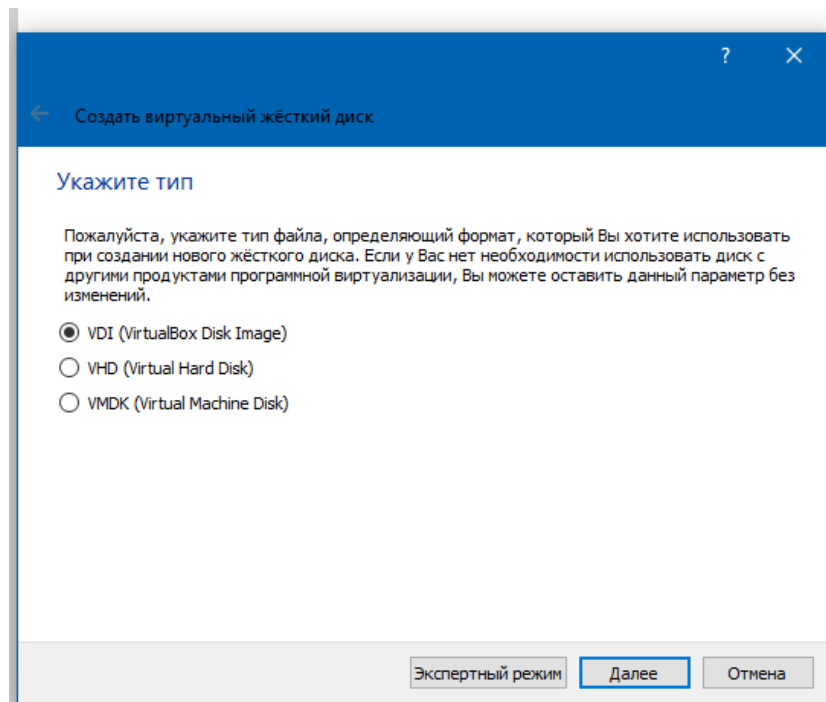 ?
Создать виртуальный жёсткий диск
Укажите тип
Пожалуйста, укажите тип файла, определяющий формат, который Вы хотите использовать
при создании нового жёсткого диска. Если у Вас нет необходимости использовать диск с
другими продуктами программной виртуализации, Вы можете оставить данный параметр без
изменений.
VDI (VirtualBox Disk Image)
VHD (Virtual Hard Disk)
VMDK (Virtual Machine Disk)
Экспертный режим Далее Отмена